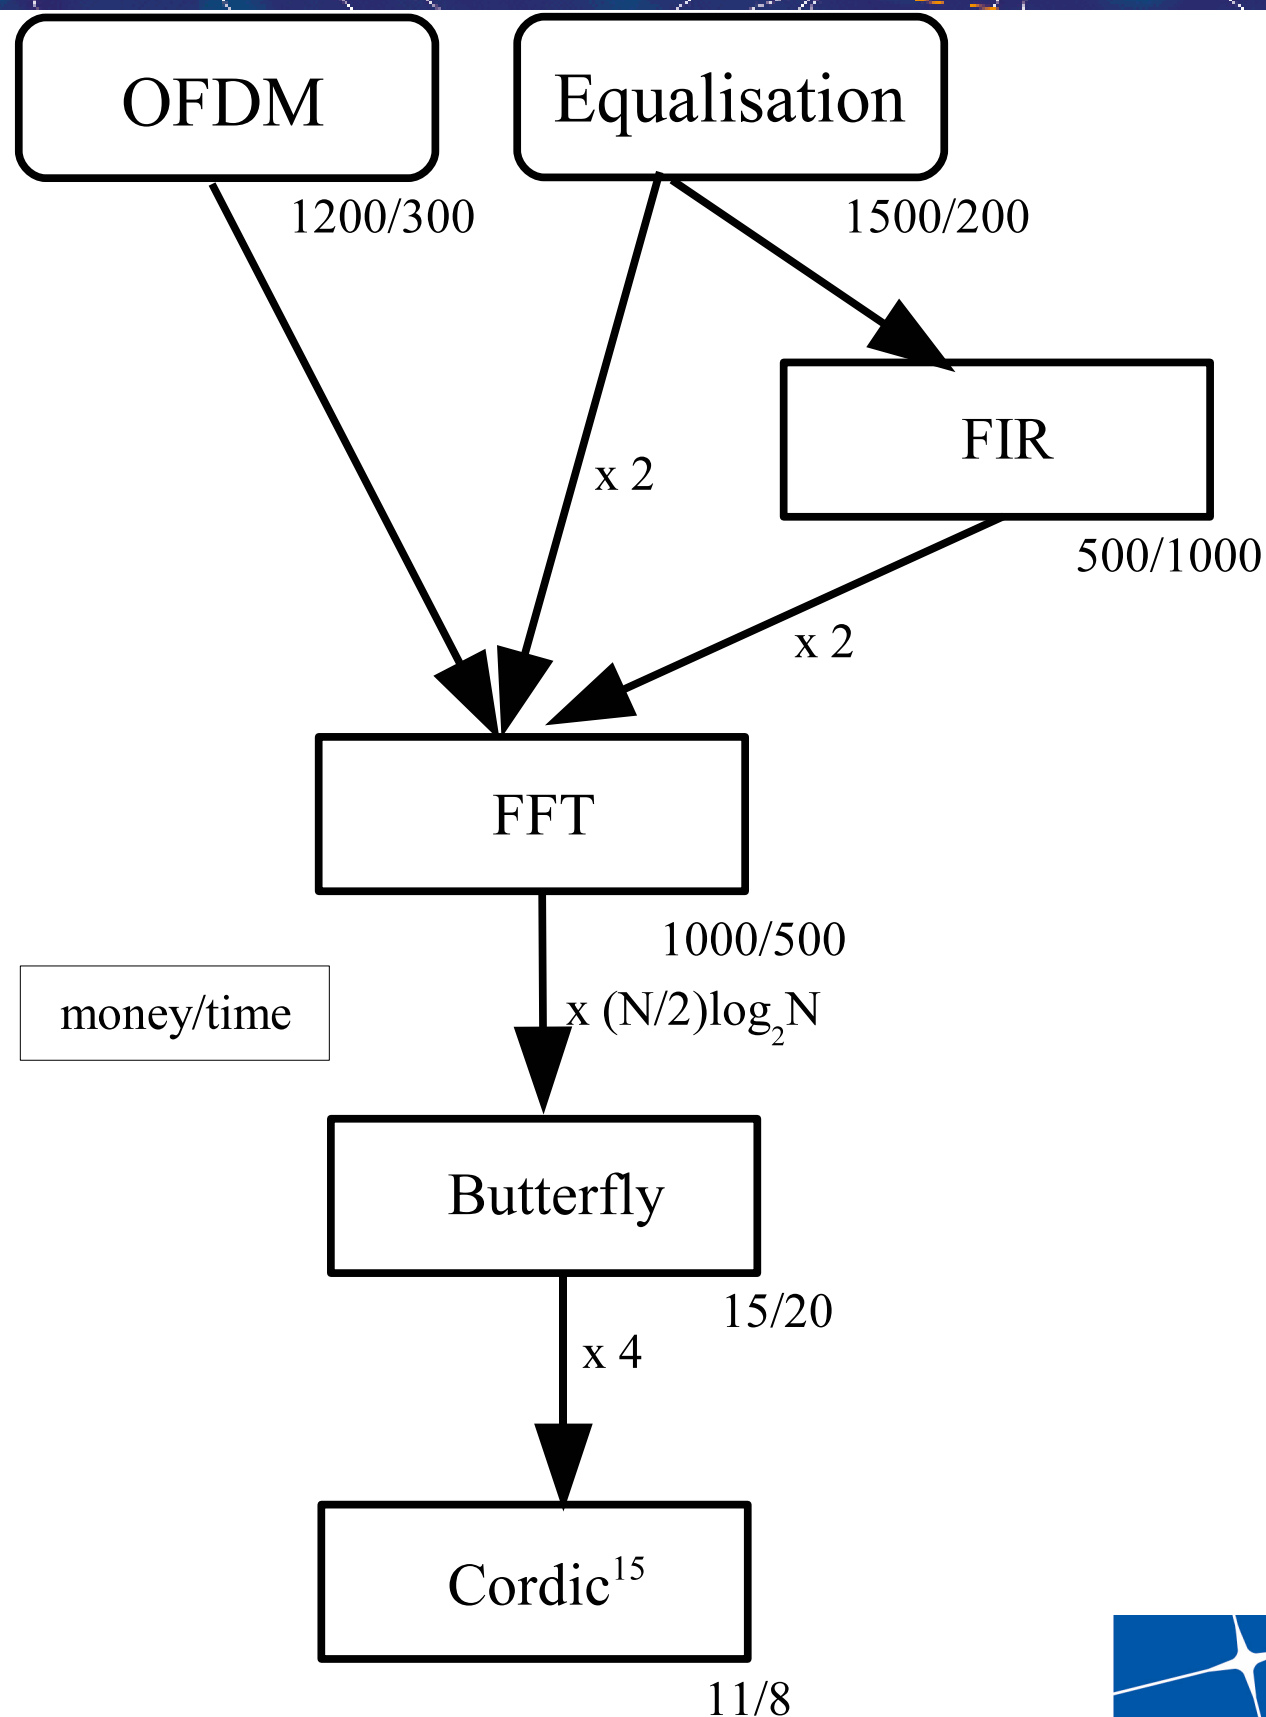 OFDM
Equalisation
1200/300
1500/200
FIR
x 2
500/1000
x 2
FFT
1000/500
money/time
x (N/2)log₂N
Butterfly
15/20
x 4
Cordic¹⁵
11/8